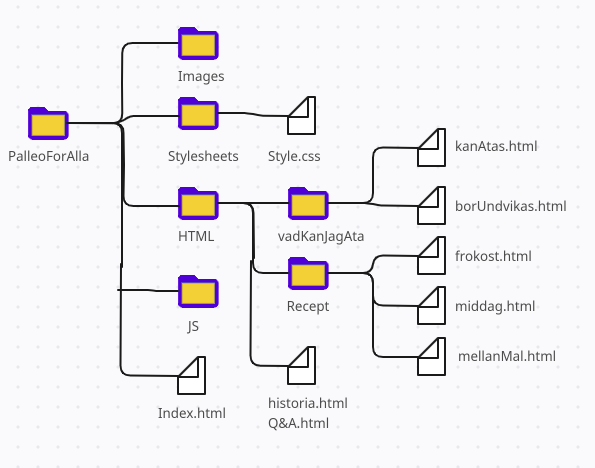 Images
PalleoForAlla
Stylesheets
Style.css
kanAtas.html
borUndvikas.html
HTML
vadKanJagAta
frokost.html
JS
Recept
middag.html
mellanMal.html
Index.html
historia.html
Q&A.html